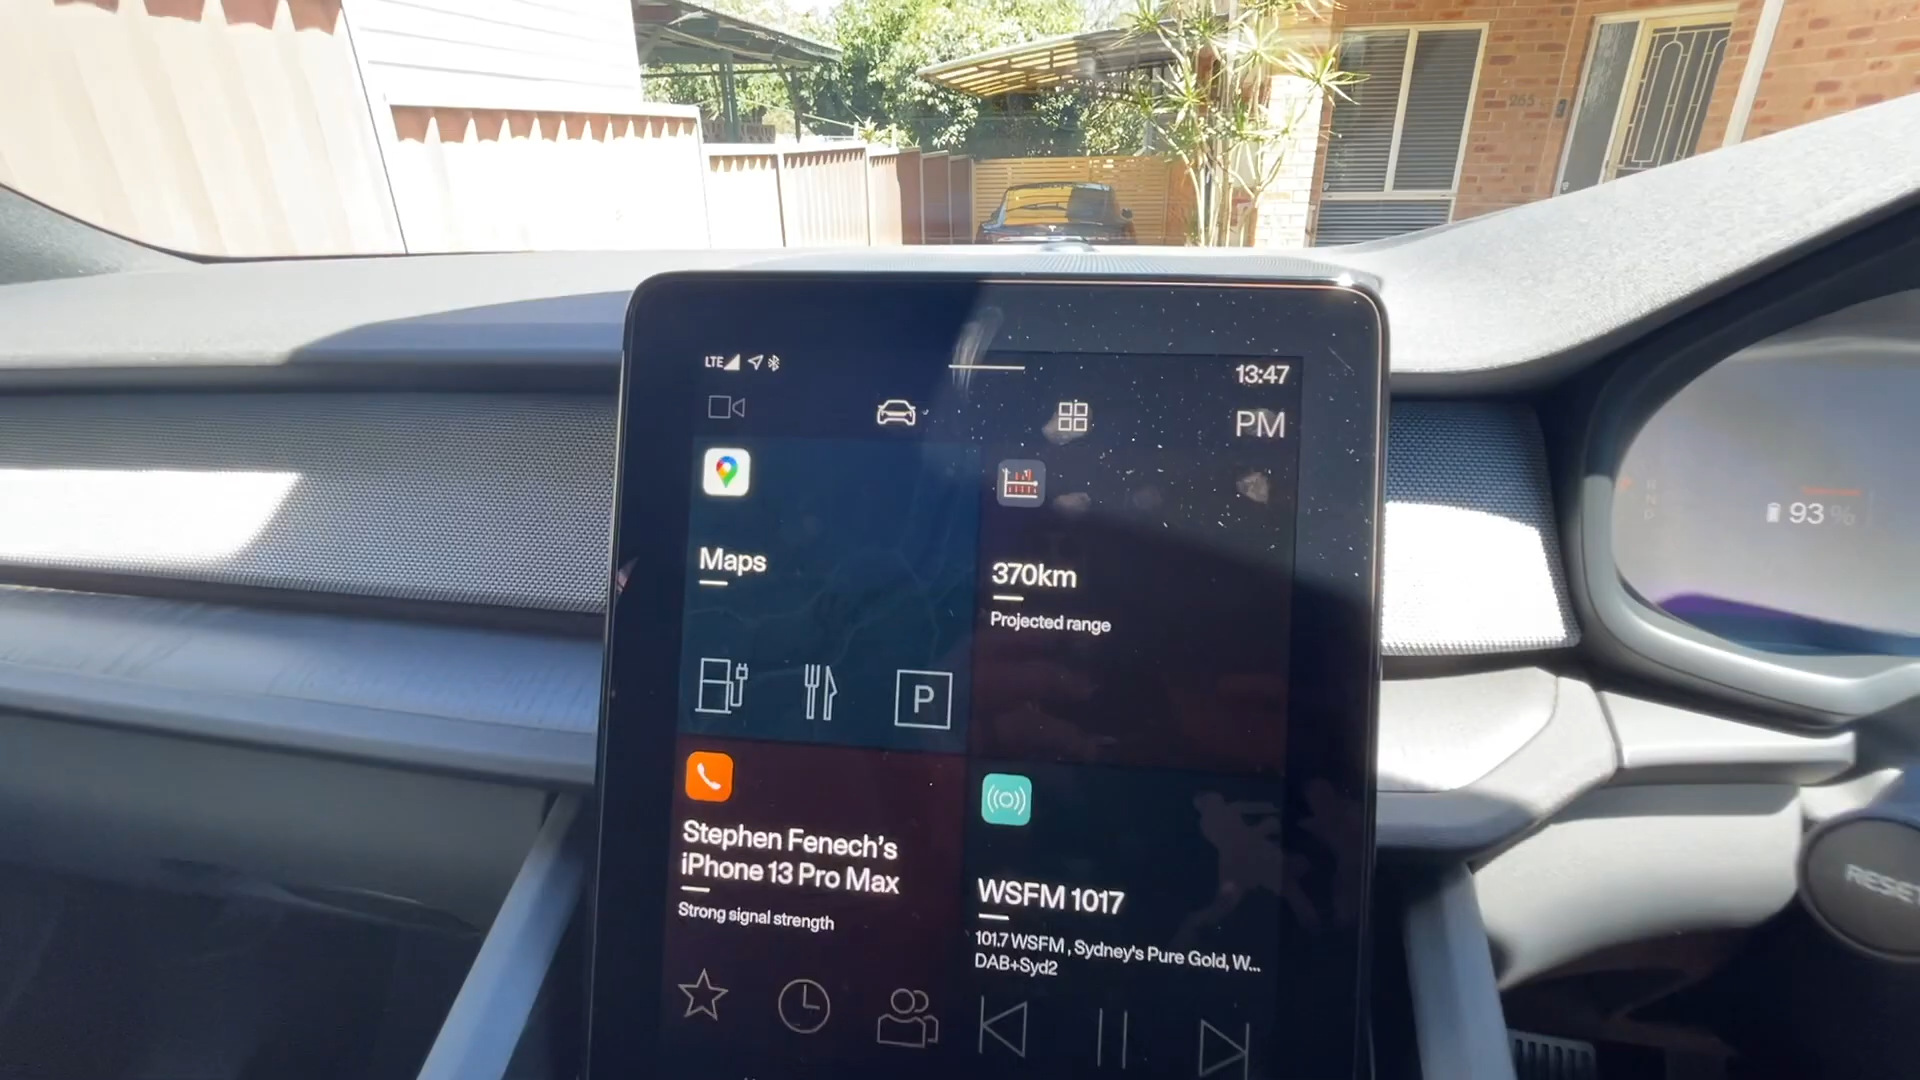 265
LTE
13:47
PM
Maps
370km
Projected range
P
R
N
D
93 %
Stephen Fenech's
iPhone 13 Pro Max
Strong signal strength
WSFM 1017
101.7 WSFM , Sydney's Pure Gold, W...
DAB+Syd2
RESET